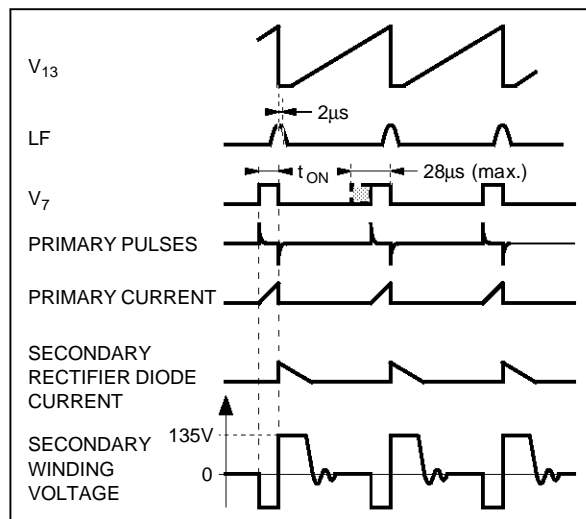 V13
2μs
LF
tON
28μs (max.)
V7
PRIMARY PULSES
PRIMARY CURRENT
SECONDARY
RECTIFIER DIODE
CURRENT
135V
SECONDARY
WINDING
VOLTAGE
0